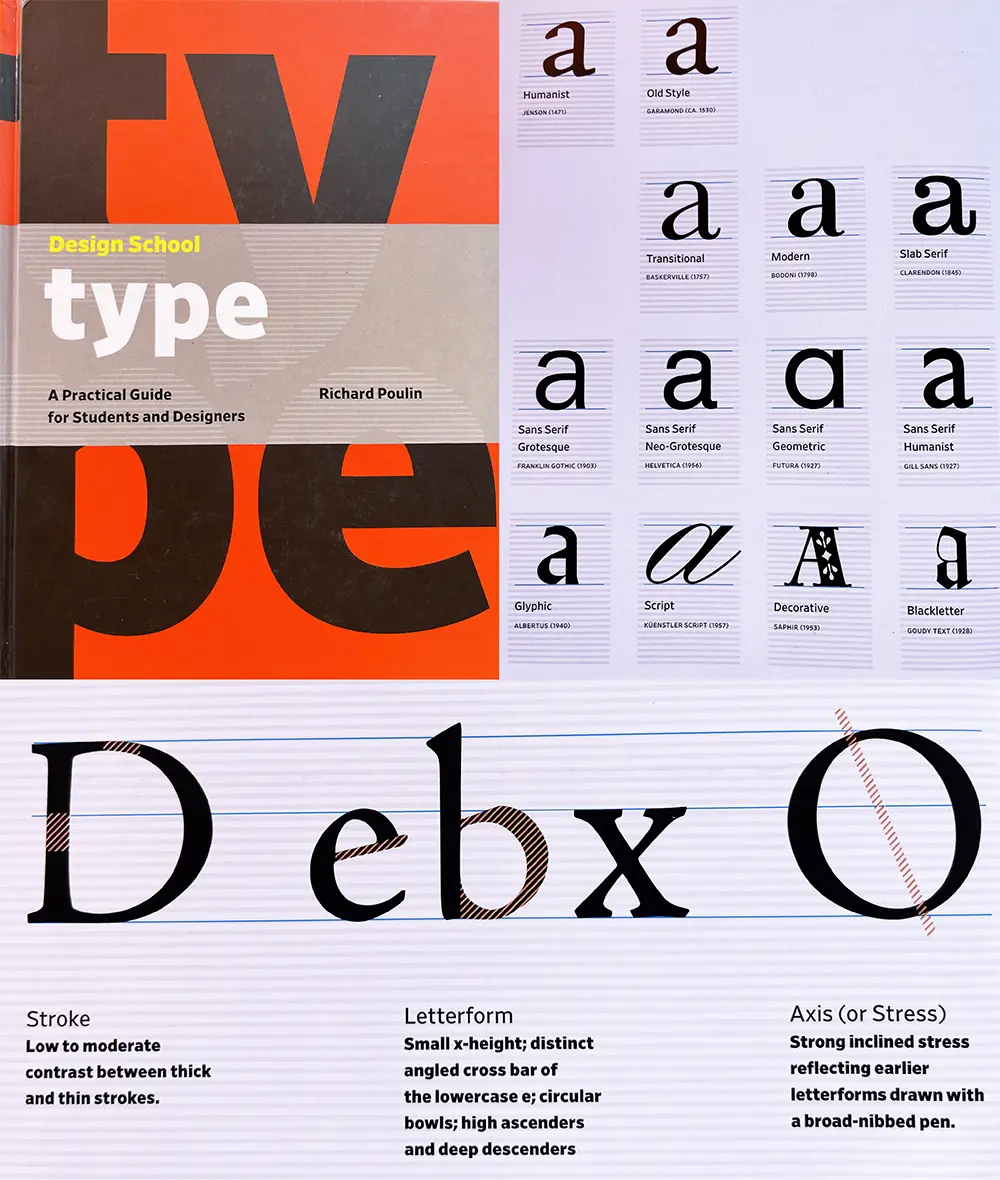 ty
Design School
type
A Practical Guide
for Students and Designers
Richard Poulin
pe
a
Humanist
JENSON (1471)
a
Old Style
GARAMOND (CA. 1530)
a
Transitional
BASKERVILLE (1757)
a
Modern
BODONI (1798)
a
Slab Serif
CLARENDON (1845)
a
Sans Serif
Grotesque
FRANKLIN GOTHIC (1903)
a
Sans Serif
Neo-Grotesque
HELVETICA (1956)
a
Sans Serif
Geometric
FUTURA (1927)
a
Sans Serif
Humanist
GILL SANS (1927)
a
Glyphic
ALBERTUS (1940)
a
Script
KÜENSTLER SCRIPT (1957)
A
Decorative
SAPHIR (1953)
a
Blackletter
GOUDY TEXT (1928)
D e b x O
Stroke
Low to moderate
contrast between thick
and thin strokes.
Letterform
Small x-height; distinct
angled cross bar of
the lowercase e; circular
bowls; high ascenders
and deep descenders
Axis (or Stress)
Strong inclined stress
reflecting earlier
letterforms drawn with
a broad-nibbed pen.